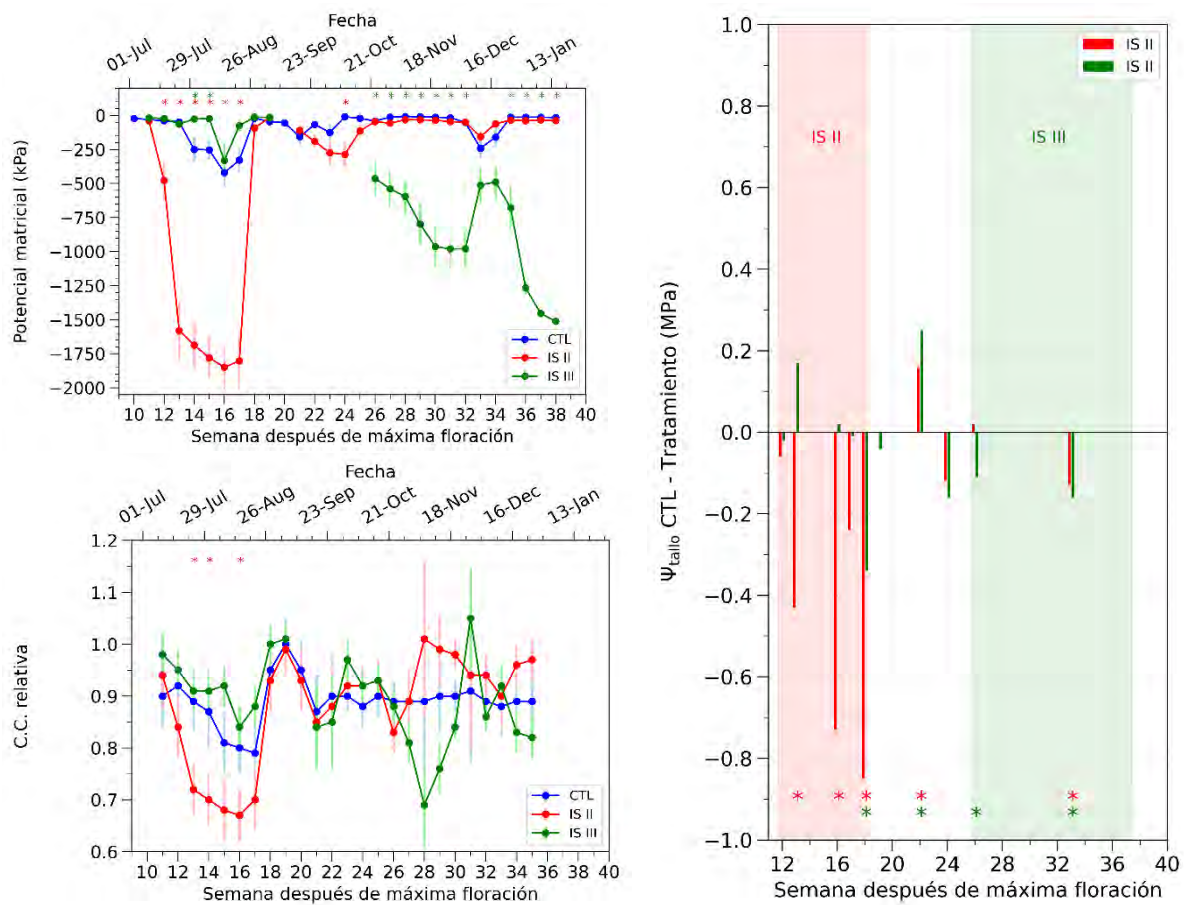 Fecha
01-Jul 29-Jul 26-Aug 23-Sep 21-Oct 18-Nov 16-Dec 13-Jan
* * * * * * * * * * * * * * * * * * * *
0
−250
−500
−750
−1000
−1250
−1500
−1750
−2000
Potencial matricial (kPa)
CTL
IS II
IS III
10 12 14 16 18 20 22 24 26 28 30 32 34 36 38 40
Semana después de máxima floración
Fecha
01-Jul 29-Jul 26-Aug 23-Sep 21-Oct 18-Nov 16-Dec 13-Jan
* * *
1.2
1.1
1.0
0.9
0.8
0.7
0.6
C.C. relativa
CTL
IS II
IS III
10 12 14 16 18 20 22 24 26 28 30 32 34 36 38 40
Semana después de máxima floración
IS II
IS II
IS II
IS III
1.0
0.8
0.6
0.4
0.2
0.0
−0.2
−0.4
−0.6
−0.8
−1.0
Ψtallo CTL - Tratamiento (MPa)
* * * * *
* * * *
12 16 20 24 28 32 36 40
Semana después de máxima floración